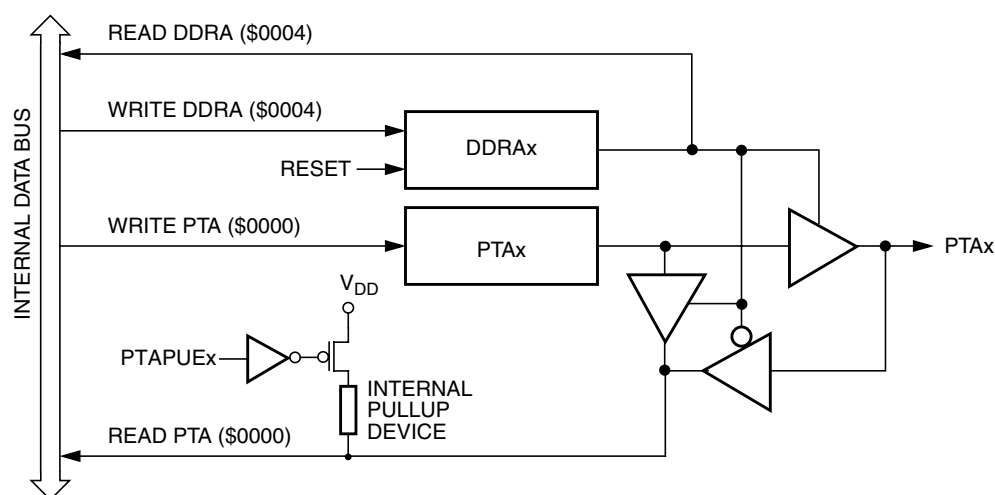 READ DDRA ($0004)
WRITE DDRA ($0004)
DDRAx
RESET
WRITE PTA ($0000)
PTAx
PTAx
INTERNAL DATA BUS
VDD
PTAPUEx
INTERNAL
PULLUP
DEVICE
READ PTA ($0000)